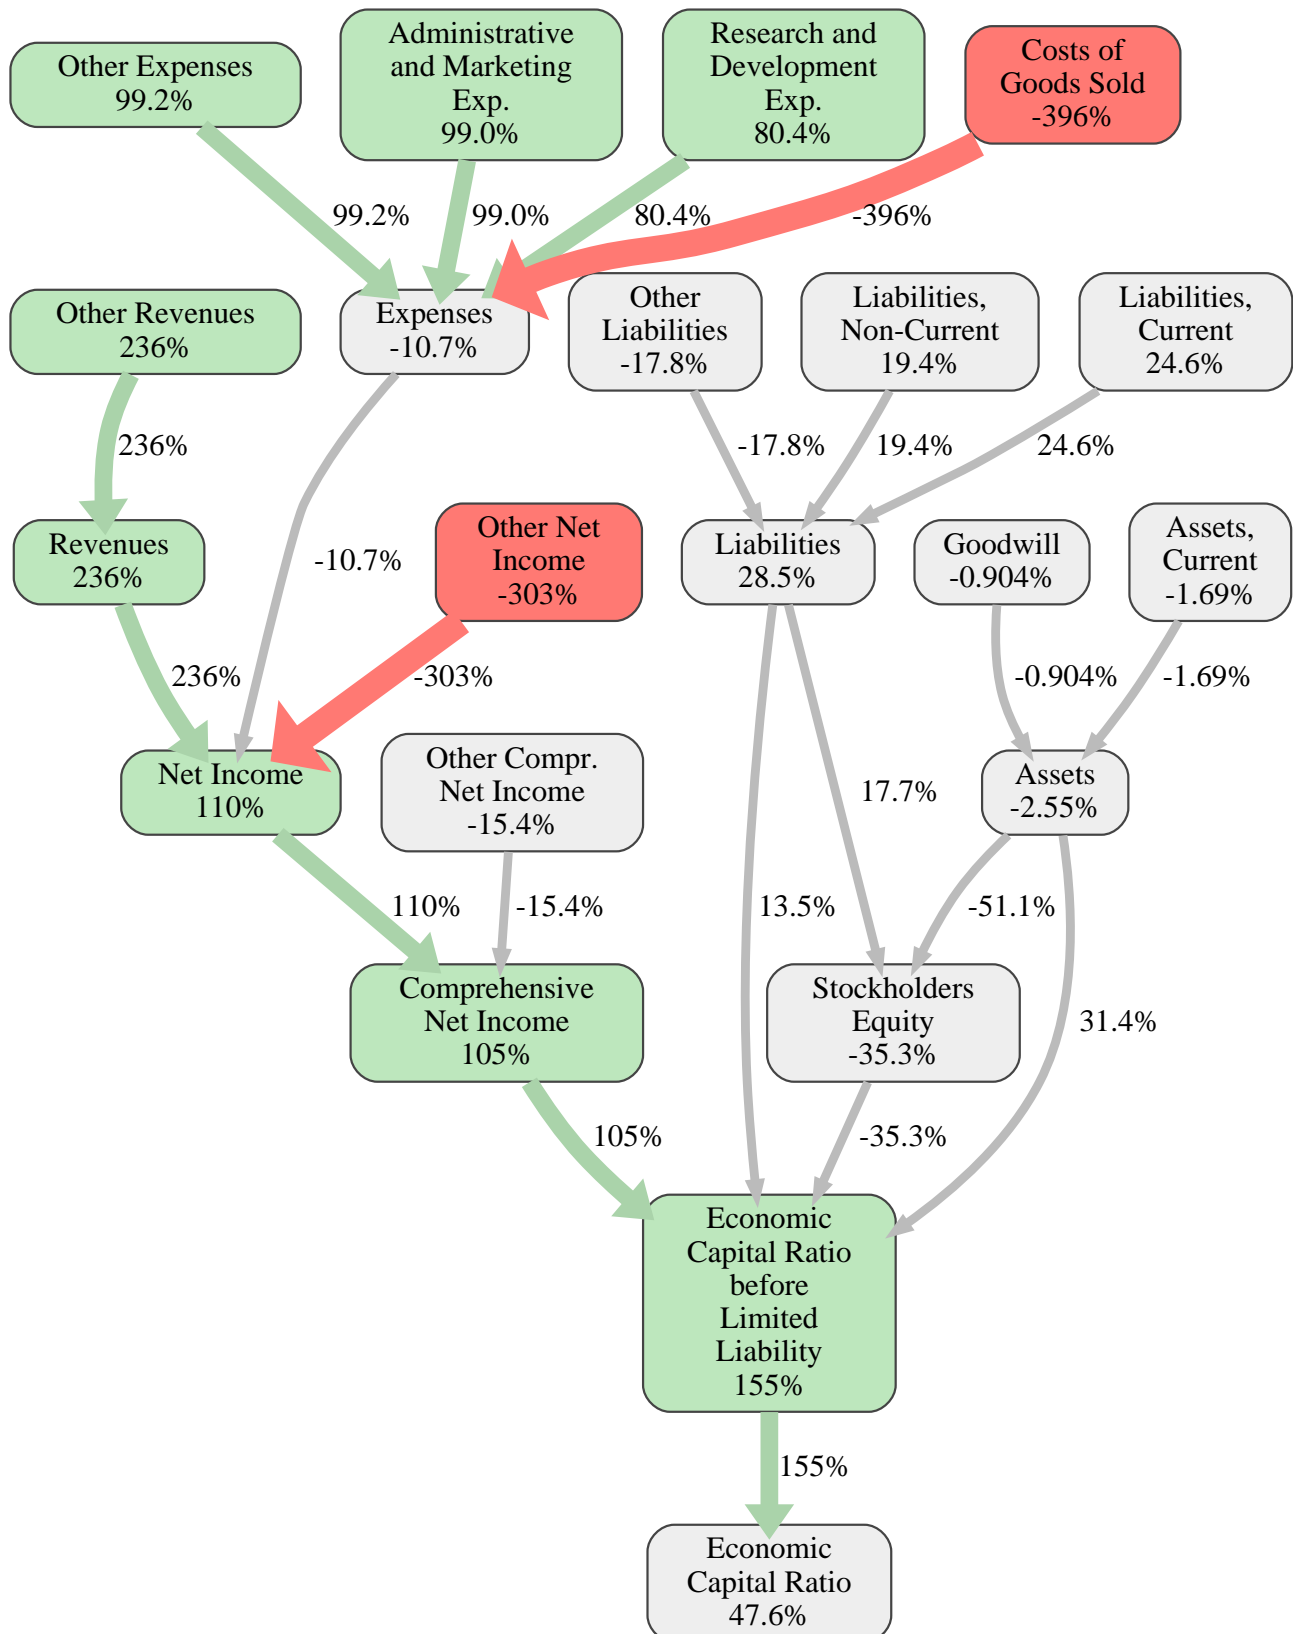 Other Expenses
99.2%
Administrative
and Marketing
Exp.
99.0%
Research and
Development
Exp.
80.4%
Costs of
Goods Sold
-396%
99.2%
99.0%
80.4%
-396%
Other Revenues
236%
Expenses
-10.7%
Other
Liabilities
-17.8%
Liabilities,
Non-Current
19.4%
Liabilities,
Current
24.6%
236%
-17.8%
19.4%
24.6%
Revenues
236%
-10.7%
Other Net
Income
-303%
Liabilities
28.5%
Goodwill
-0.904%
Assets,
Current
-1.69%
236%
-303%
-0.904%
-1.69%
Net Income
110%
Other Compr.
Net Income
-15.4%
17.7%
Assets
-2.55%
110%
-15.4%
13.5%
-51.1%
Comprehensive
Net Income
105%
Stockholders
Equity
-35.3%
31.4%
105%
-35.3%
Economic
Capital Ratio
before
Limited
Liability
155%
155%
Economic
Capital Ratio
47.6%